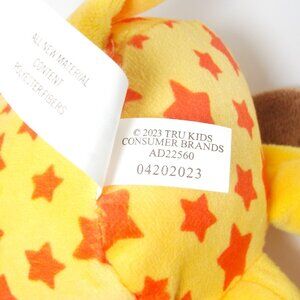 ALL NEW MATERIAL
CONTENT
POLYESTER FIBERS
© 2023 TRU KIDS
CONSUMER BRANDS
AD22560
04202023